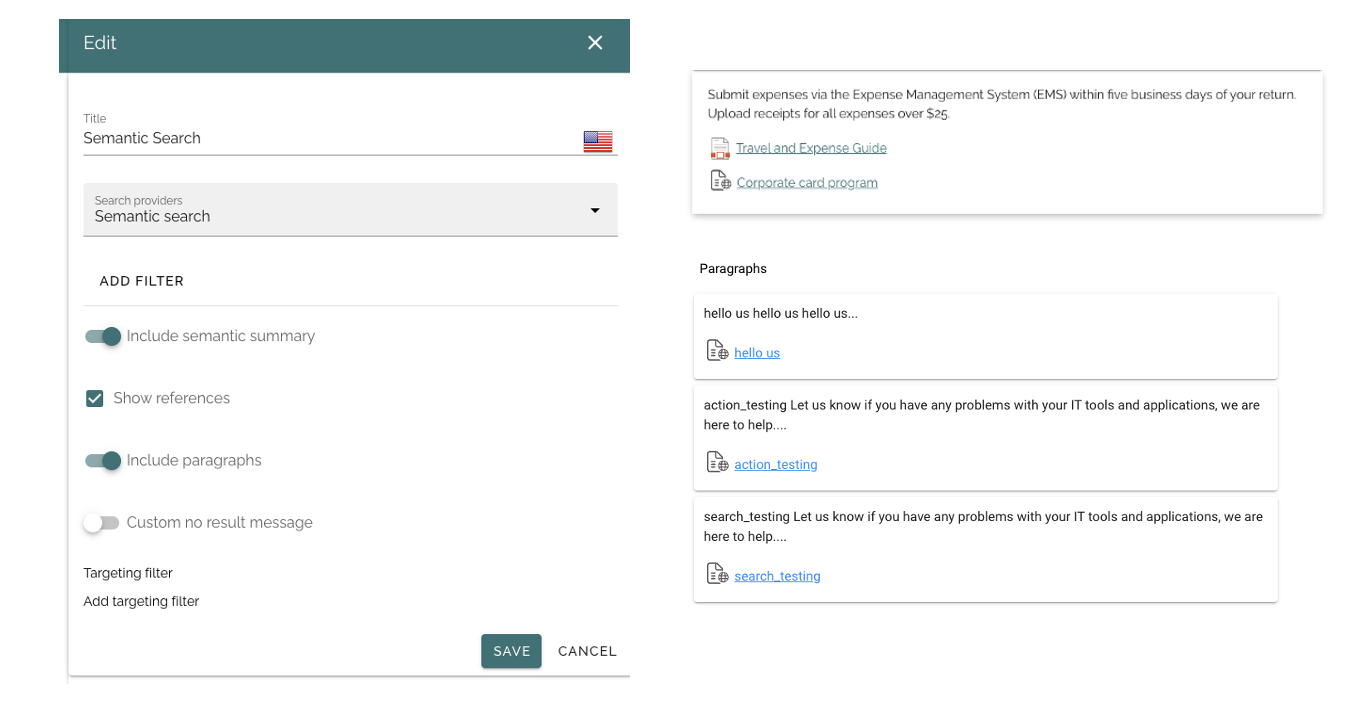 Edit
Title
Semantic Search
Search providers
Semantic search
ADD FILTER
Include semantic summary
Show references
Include paragraphs
Custom no result message
Targeting filter
Add targeting filter
SAVE CANCEL
Submit expenses via the Expense Management System (EMS) within five business days of your return.
Upload receipts for all expenses over $25.
Travel and Expense Guide
Corporate card program
Paragraphs
hello us hello us hello us...
hello us
action_testing Let us know if you have any problems with your IT tools and applications, we are
here to help....
action_testing
search_testing Let us know if you have any problems with your IT tools and applications, we are
here to help....
search_testing